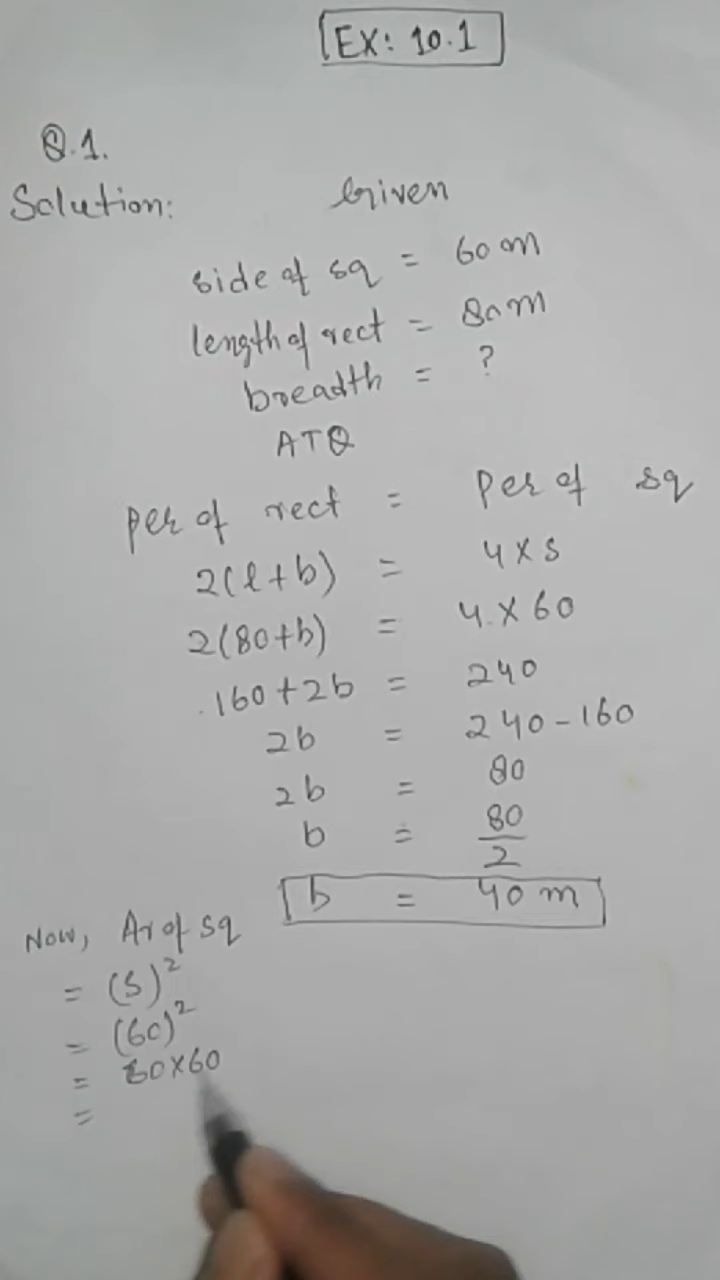 EX: 10.1
Q.1.
Solution: Given
side of sq = 60 m
length of rect = 80 m
breadth = ?
ATQ
Per of rect = Per of sq
2(l+b) = 4 x s
2(80+b) = 4 x 60
160 + 2b = 240
2b = 240 - 160
2b = 80
b = 80/2
b = 40 m
Now, Ar of sq
= (s)²
= (60)²
= 60x60
=